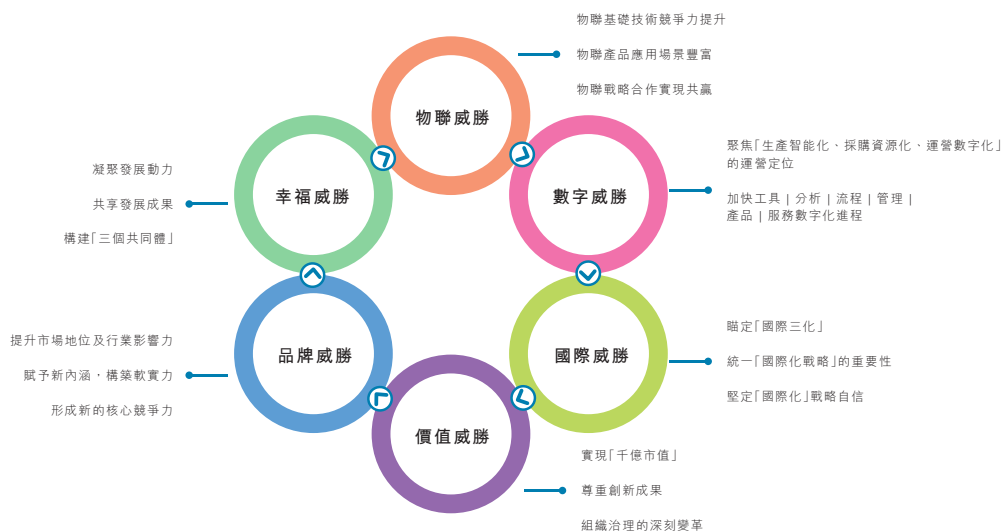 物聯威勝
物聯基礎技術競爭力提升
物聯產品應用場景豐富
物聯戰略合作實現共贏
數字威勝
聚焦「生產智能化、採購資源化、運營數字化」
的運營定位
加快工具 | 分析 | 流程 | 管理 |
產品 | 服務數字化進程
國際威勝
瞄定「國際三化」
統一「國際化戰略」的重要性
堅定「國際化」戰略自信
價值威勝
實現「千億市值」
尊重創新成果
組織治理的深刻變革
品牌威勝
提升市場地位及行業影響力
賦予新內涵，構築軟實力
形成新的核心競爭力
幸福威勝
凝聚發展動力
共享發展成果
構建「三個共同體」